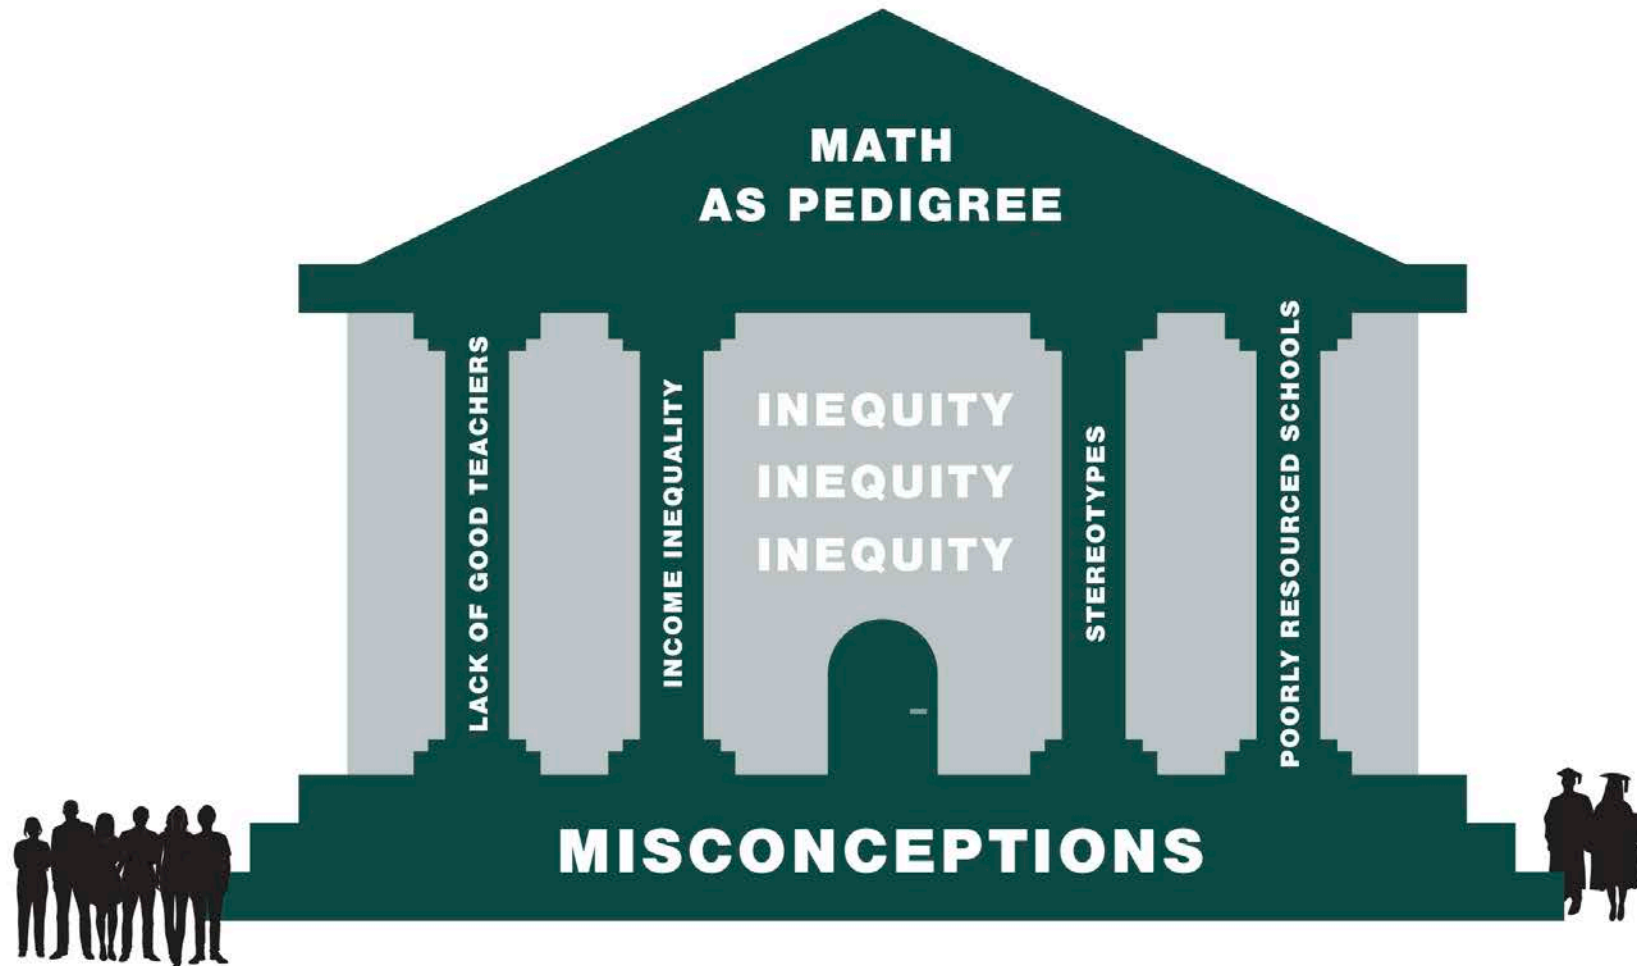 MATH
AS PEDIGREE
LACK OF GOOD TEACHERS
INCOME INEQUALITY
INEQUITY
INEQUITY
INEQUITY
STEREOTYPES
POORLY RESOURCED SCHOOLS
MISCONCEPTIONS